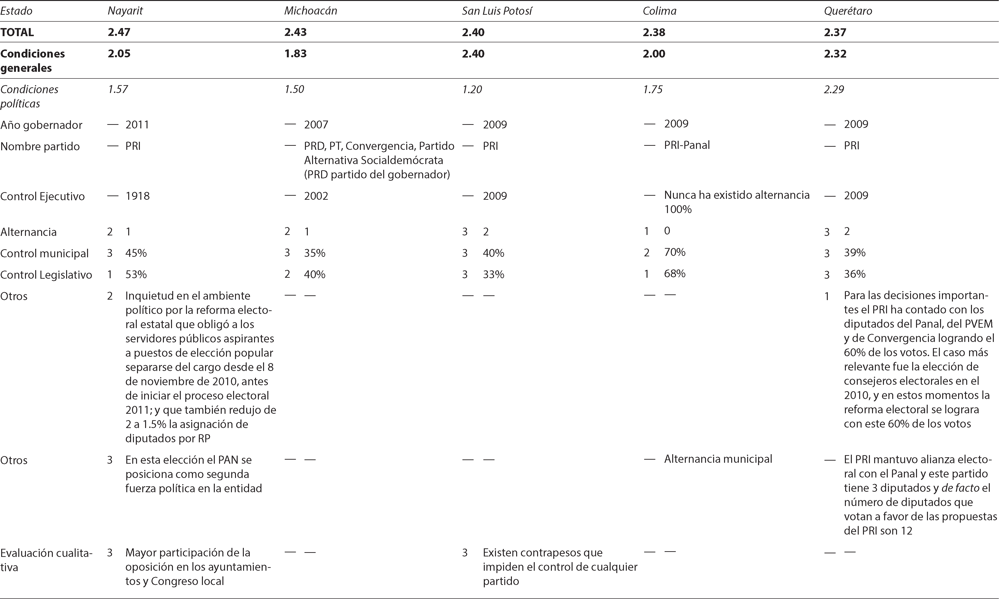 Estado Nayarit Michoacán San Luis Potosí Colima Querétaro
TOTAL 2.47 2.43 2.40 2.38 2.37
Condiciones generales 2.05 1.83 2.40 2.00 2.32
Condiciones políticas 1.57 1.50 1.20 1.75 2.29
Año gobernador — 2011 — 2007 — 2009 — 2009 — 2009
Nombre partido — PRI
— PRD, PT, Convergencia, Partido
Alternativa Socialdemócrata
(PRD partido del gobernador)
— PRI
— PRI-Panal
— PRI
Control Ejecutivo — 1918 — 2002 — 2009
— Nunca ha existido alternancia
100%
— 2009
Alternancia 2 1 2 1 3 2 1 0 3 2
Control municipal 3 45% 3 35% 3 40% 2 70% 3 39%
Control Legislativo 1 53% 2 40% 3 33% 1 68% 3 36%
Otros
2 Inquietud en el ambiente
político por la reforma electo-
ral estatal que obligó a los
servidores públicos aspirantes
a puestos de elección popular
separarse del cargo desde el 8
de noviembre de 2010, antes
de iniciar el proceso electoral
2011; y que también redujo de
2 a 1.5% la asignación de
diputados por RP
— —
— —
— —
1 Para las decisiones importan-
tes el PRI ha contado con los
diputados del Panal, del PVEM
y de Convergencia logrando el
60% de los votos. El caso más
relevante fue la elección de
consejeros electorales en el
2010, y en estos momentos la
reforma electoral se lograra
con este 60% de los votos
Otros
3 En esta elección el PAN se
posiciona como segunda
fuerza política en la entidad
— —
— —
— Alternancia municipal
— El PRI mantuvo alianza electo-
ral con el Panal y este partido
tiene 3 diputados y de facto el
número de diputados que
votan a favor de las propuestas
del PRI son 12
Evaluación cualita-
tiva
3 Mayor participación de la
oposición en los ayuntamien-
tos y Congreso local
— —
3 Existen contrapesos que
impiden el control de cualquier
partido
— —
— —